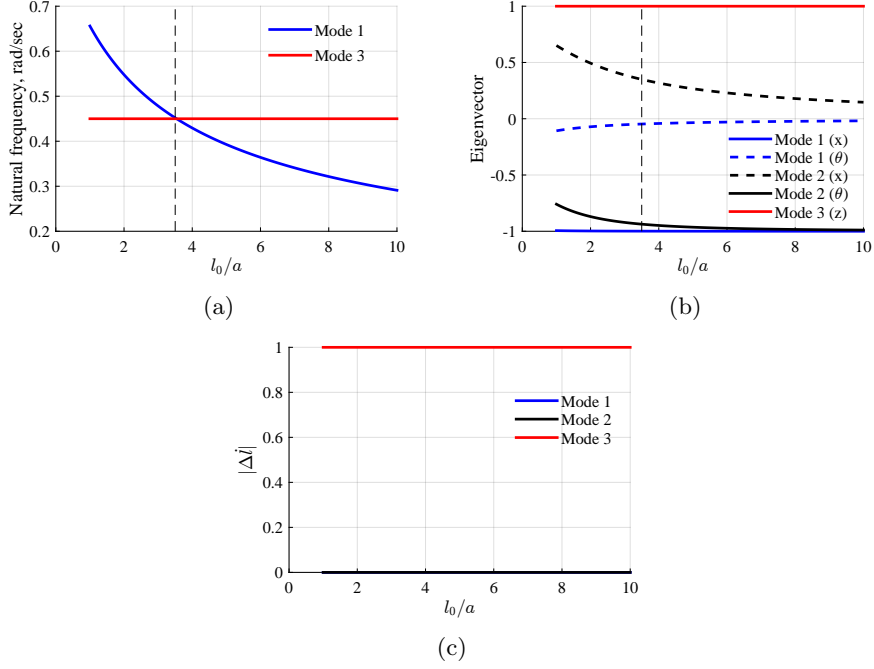 0.7
0.6
0.5
0.4
0.3
0.2
0 2 4 6 8 10
Natural frequency, rad/sec
l₀/a
Mode 1
Mode 3
(a)
1
0.5
0
-0.5
-1
0 2 4 6 8 10
Eigenvector
l₀/a
Mode 1 (x)
Mode 1 (θ)
Mode 2 (x)
Mode 2 (θ)
Mode 3 (z)
(b)
1
0.8
0.6
0.4
0.2
0
0 2 4 6 8 10
|Δl̇|
l₀/a
Mode 1
Mode 2
Mode 3
(c)